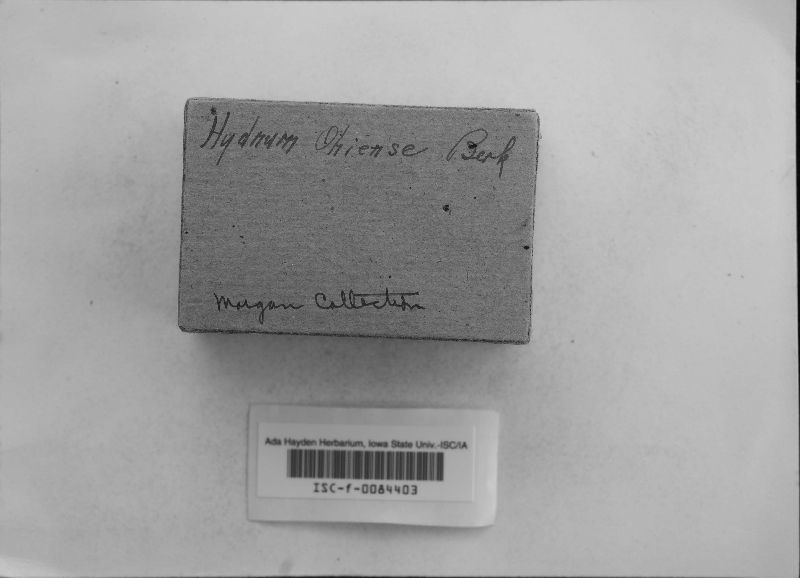 Hydnum Ohiense Berk
Morgan Collection
Ada Hayden Herbarium, Iowa State Univ.-ISC/IA
ISC-f-0084403